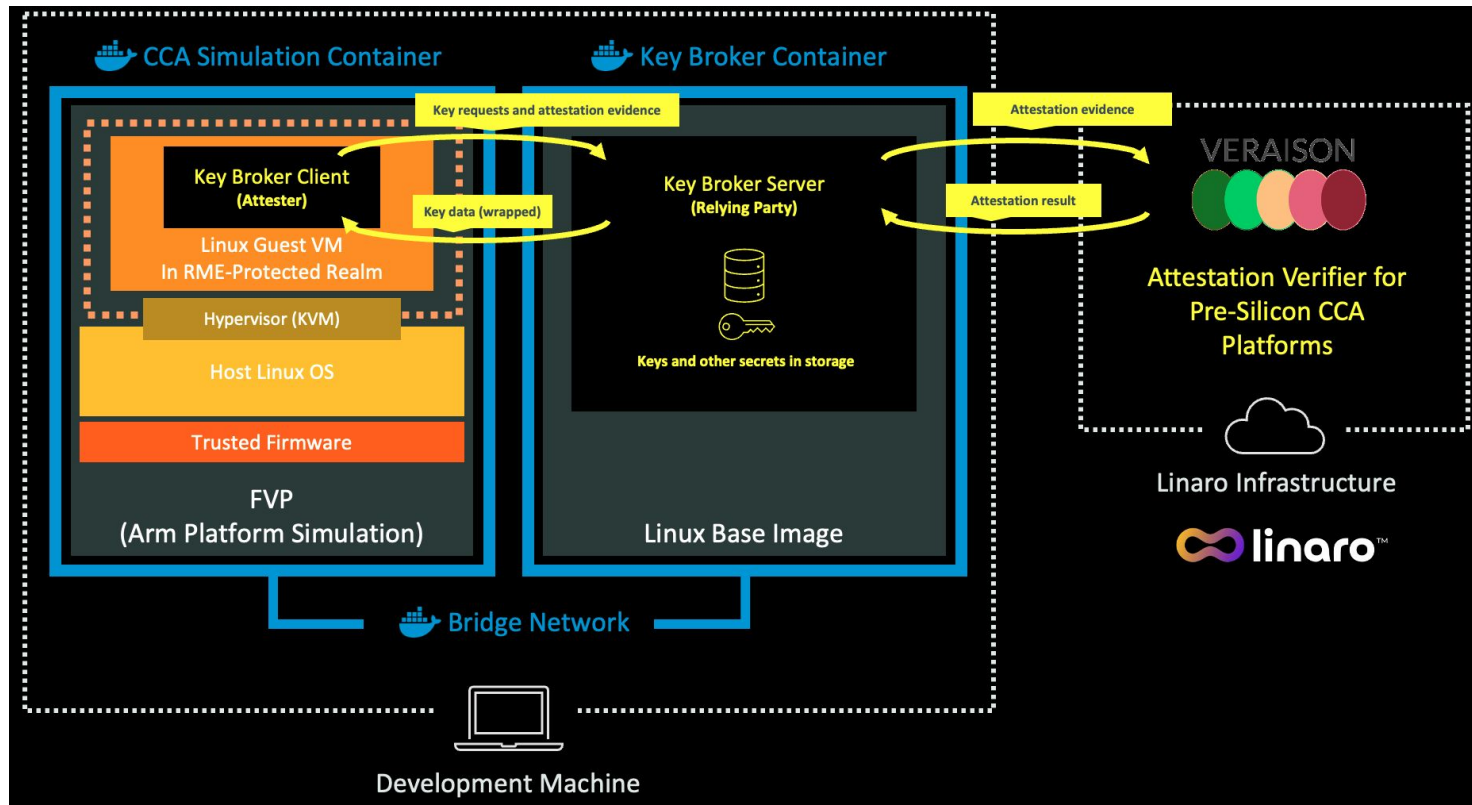 CCA Simulation Container
Key Broker Container
Key requests and attestation evidence
Attestation evidence
VERAISON
Key Broker Client
(Attester)
Key Broker Server
(Relying Party)
Key data (wrapped)
Attestation result
Linux Guest VM
In RME-Protected Realm
Attestation Verifier for
Pre-Silicon CCA
Platforms
Hypervisor (KVM)
Keys and other secrets in storage
Host Linux OS
Trusted Firmware
Linaro Infrastructure
FVP
(Arm Platform Simulation)
Linux Base Image
linaro™
Bridge Network
Development Machine